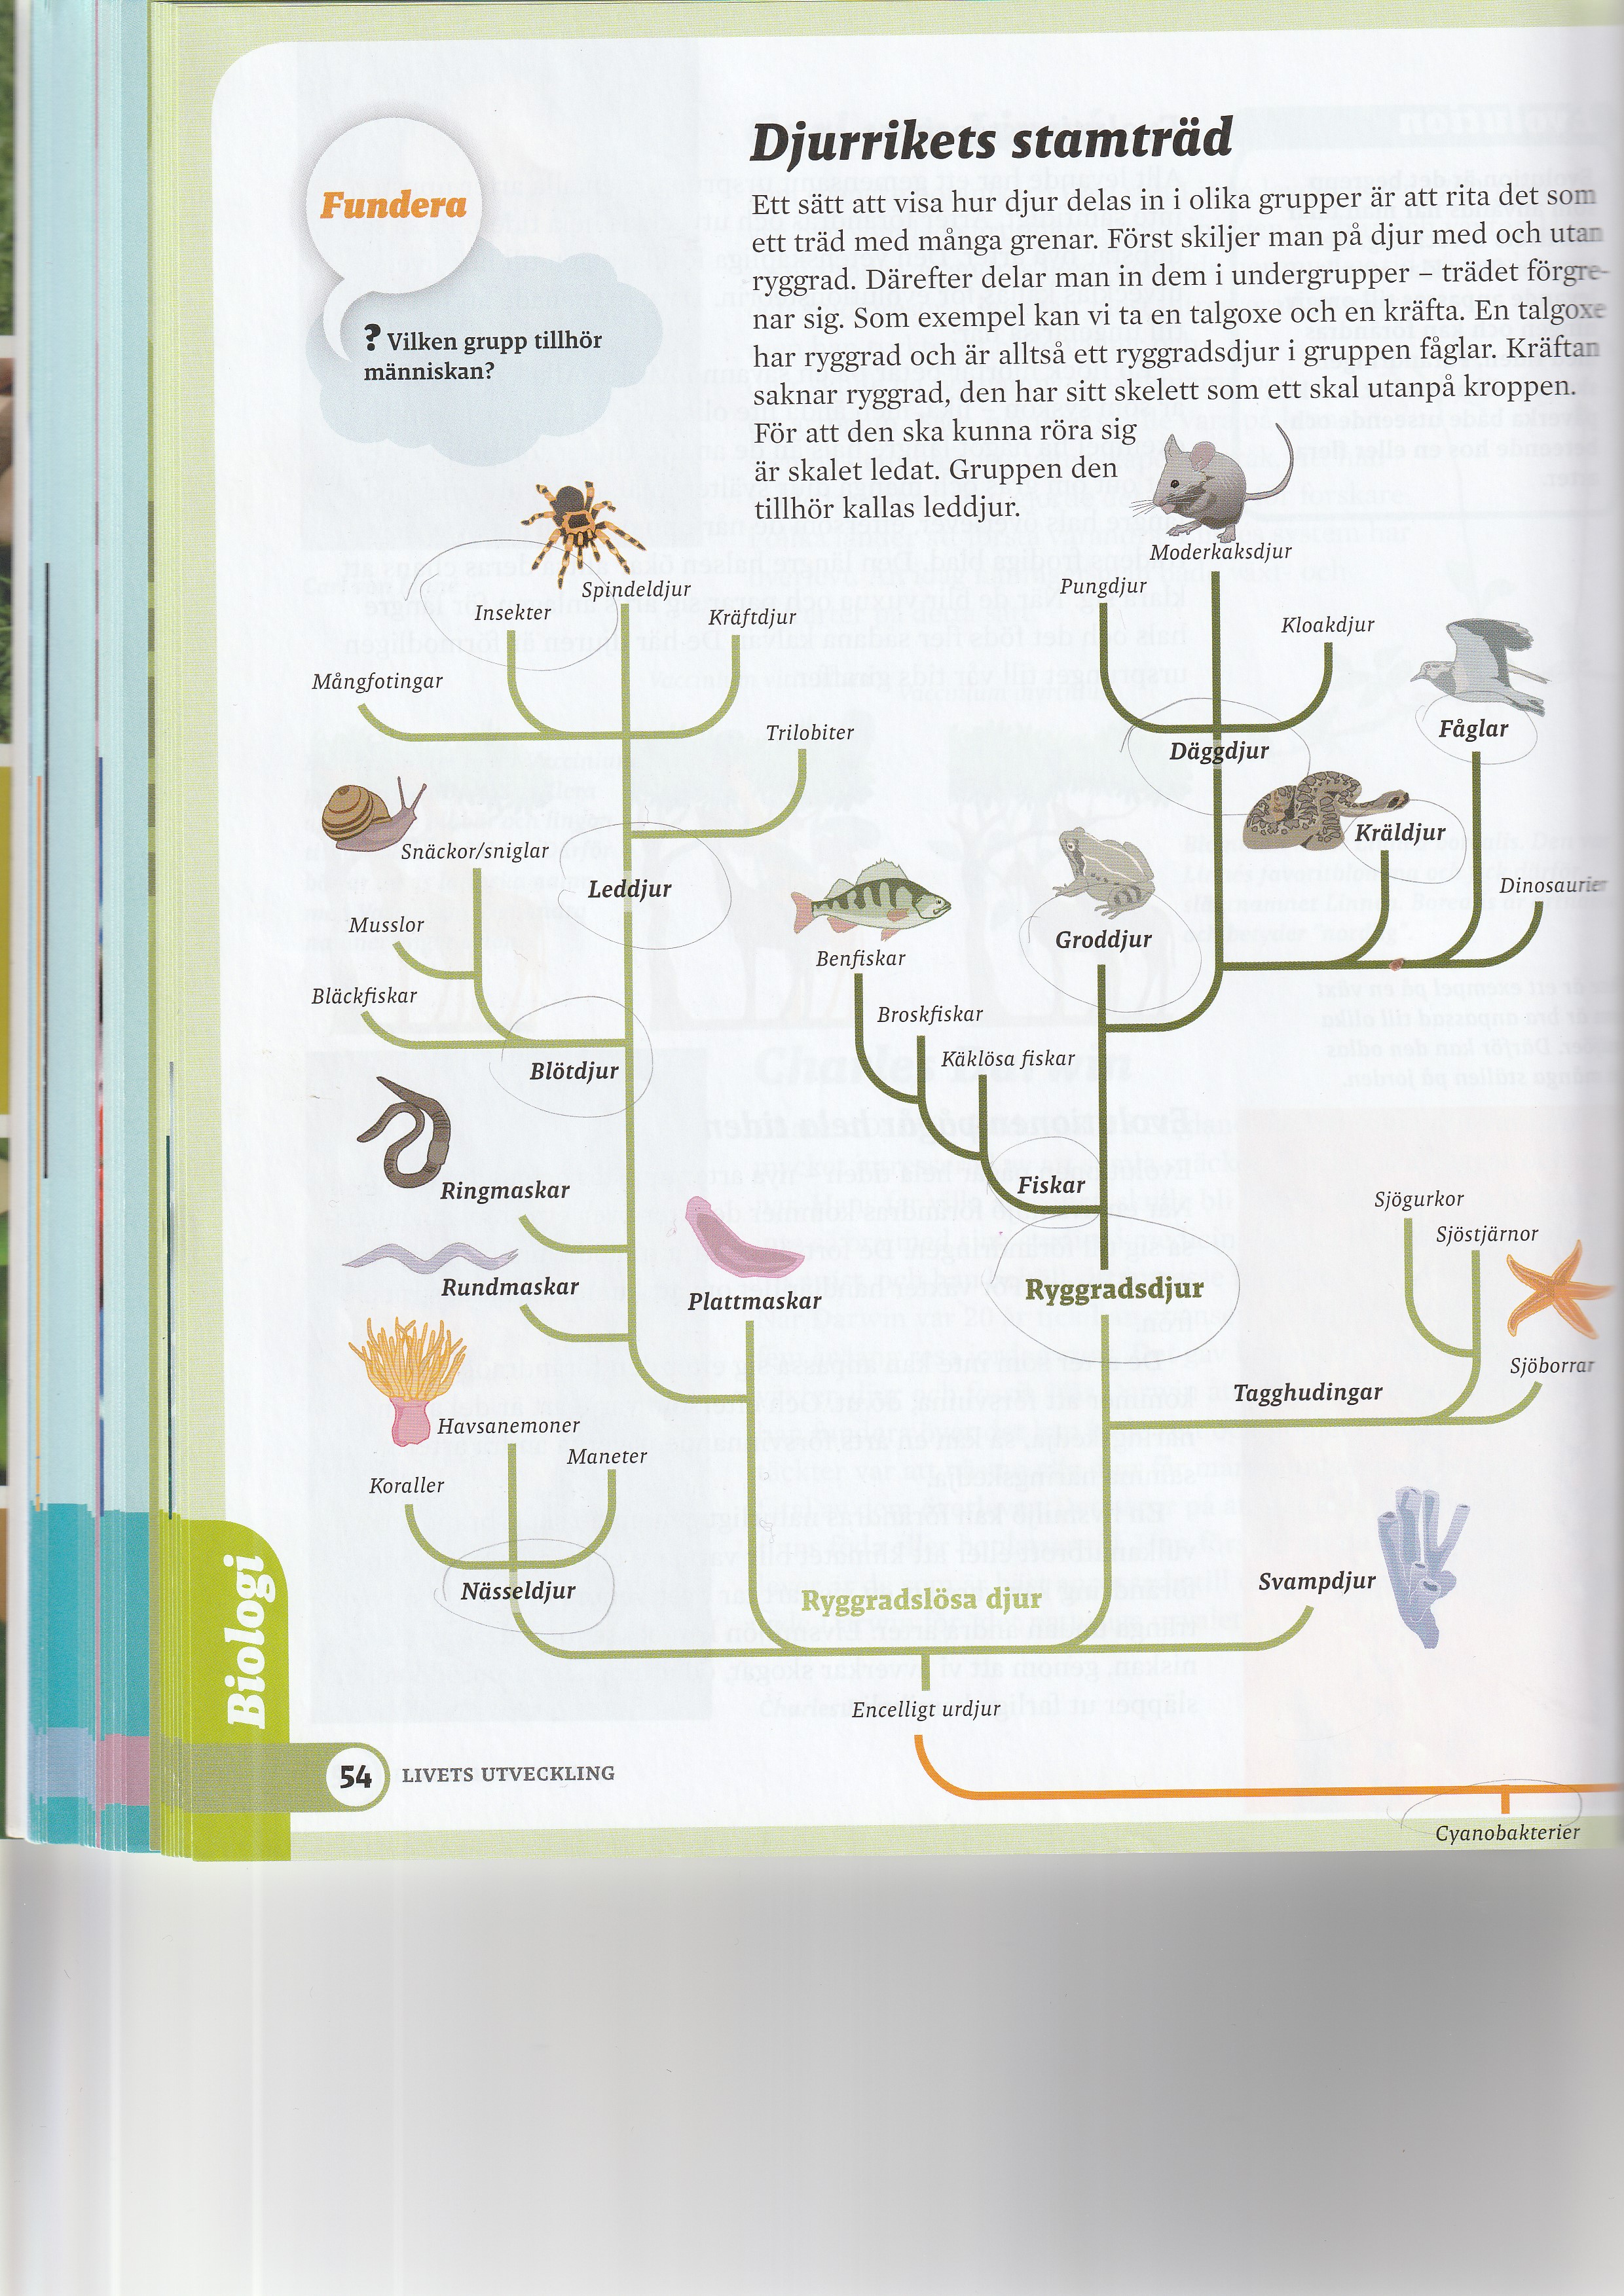 Djurrikets stamträd
Fundera
? Vilken grupp tillhör
människan?
Ett sätt att visa hur djur delas in i olika grupper är att rita det som
ett träd med många grenar. Först skiljer man på djur med och utan
ryggrad. Därefter delar man in dem i undergrupper – trädet förgre-
nar sig. Som exempel kan vi ta en talgoxe och en kräfta. En talgoxe
har ryggrad och är alltså ett ryggradsdjur i gruppen fåglar. Kräftan
saknar ryggrad, den har sitt skelett som ett skal utanpå kroppen.
För att den ska kunna röra sig
är skalet ledat. Gruppen den
tillhör kallas leddjur.
Moderkaksdjur
Pungdjur
Kloakdjur
Spindeldjur
Insekter
Kräftdjur
Mångfotingar
Trilobiter
Däggdjur
Fåglar
Kräldjur
Snäckor/sniglar
Leddjur
Dinosaurier
Musslor
Groddjur
Benfiskar
Bläckfiskar
Broskfiskar
Käklösa fiskar
Blötdjur
Ringmaskar
Fiskar
Sjögurkor
Sjöstjärnor
Rundmaskar
Plattmaskar
Ryggradsdjur
Sjöborrar
Tagghudingar
Havsanemoner
Maneter
Koraller
Nässeldjur
Ryggradslösa djur
Svampdjur
Biologi
Encelligt urdjur
54 LIVETS UTVECKLING
Cyanobakterier